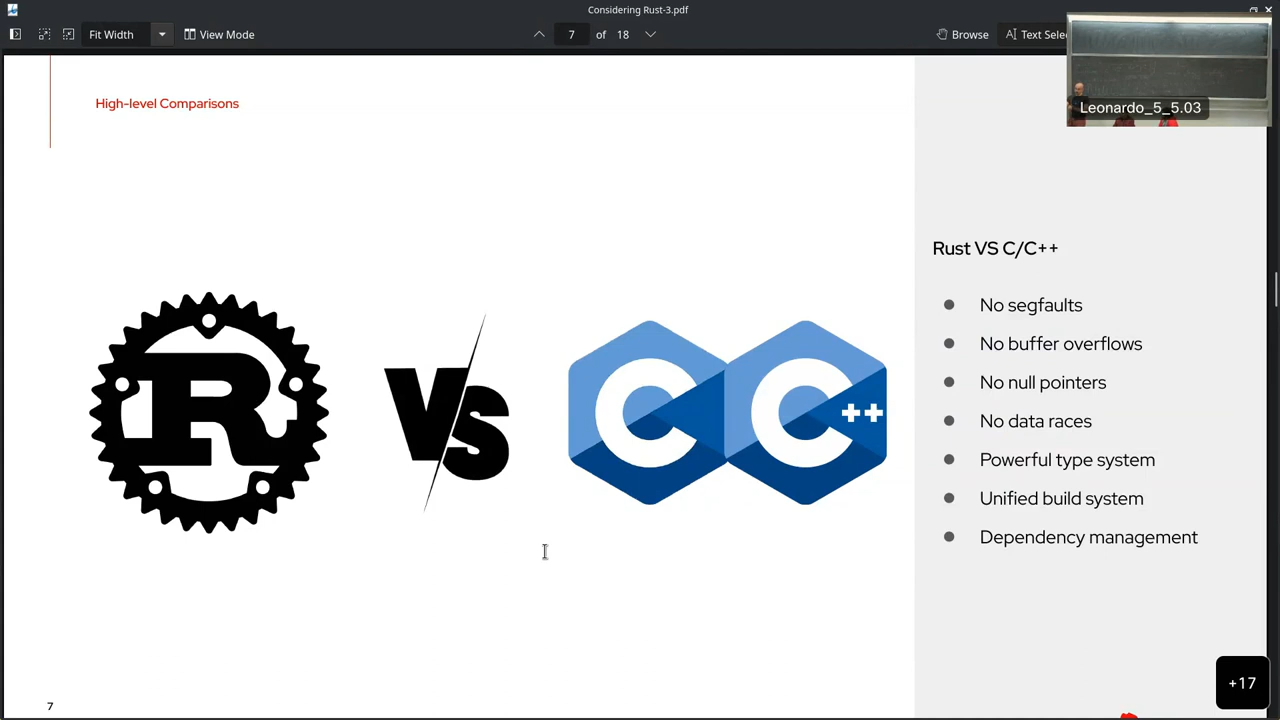 Considering Rust-3.pdf
Fit Width
View Mode
7 of 18
Browse
Text Selec
Leonardo_5_5.03
High-level Comparisons
Rust VS C/C++
No segfaults
No buffer overflows
No null pointers
No data races
Powerful type system
Unified build system
Dependency management
R
VS
C
C++
+17
7